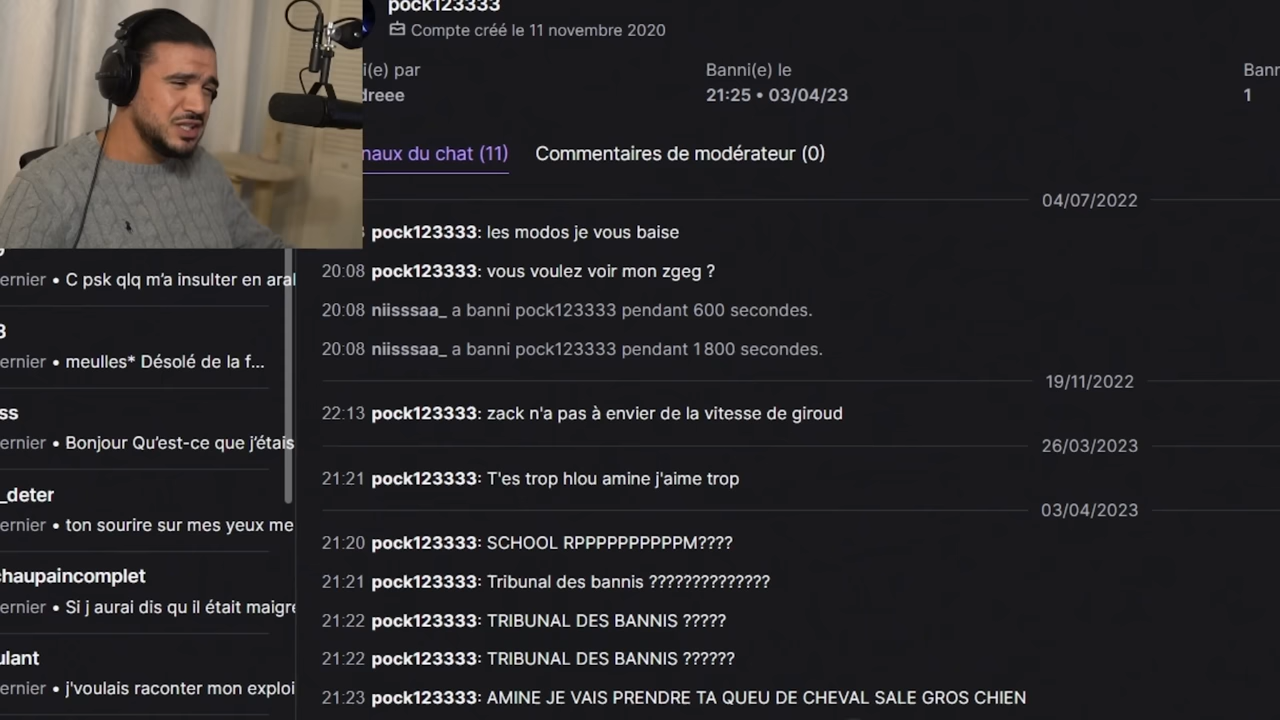 pock123333
Compte créé le 11 novembre 2020
i(e) par
Banni(e) le
Bann
dreee
21:25 • 03/04/23
1
naux du chat (11)
Commentaires de modérateur (0)
04/07/2022
pock123333: les modos je vous baise
20:08 pock123333: vous voulez voir mon zgeg ?
20:08 niisssaa_ a banni pock123333 pendant 600 secondes.
20:08 niisssaa_ a banni pock123333 pendant 1 800 secondes.
19/11/2022
22:13 pock123333: zack n'a pas à envier de la vitesse de giroud
26/03/2023
21:21 pock123333: T'es trop hlou amine j'aime trop
03/04/2023
21:20 pock123333: SCHOOL RPPPPPPPPPPM????
21:21 pock123333: Tribunal des bannis ??????????????
21:22 pock123333: TRIBUNAL DES BANNIS ?????
21:22 pock123333: TRIBUNAL DES BANNIS ??????
21:23 pock123333: AMINE JE VAIS PRENDRE TA QUEU DE CHEVAL SALE GROS CHIEN
ernier • C psk qlq m'a insulter en aral
3
ernier • meulles* Désolé de la f...
ss
ernier • Bonjour Qu'est-ce que j'étais
_deter
ernier • ton sourire sur mes yeux me
chaupaincomplet
ernier • Si j aurai dis qu il était maigre
ulant
ernier • j'voulais raconter mon exploi